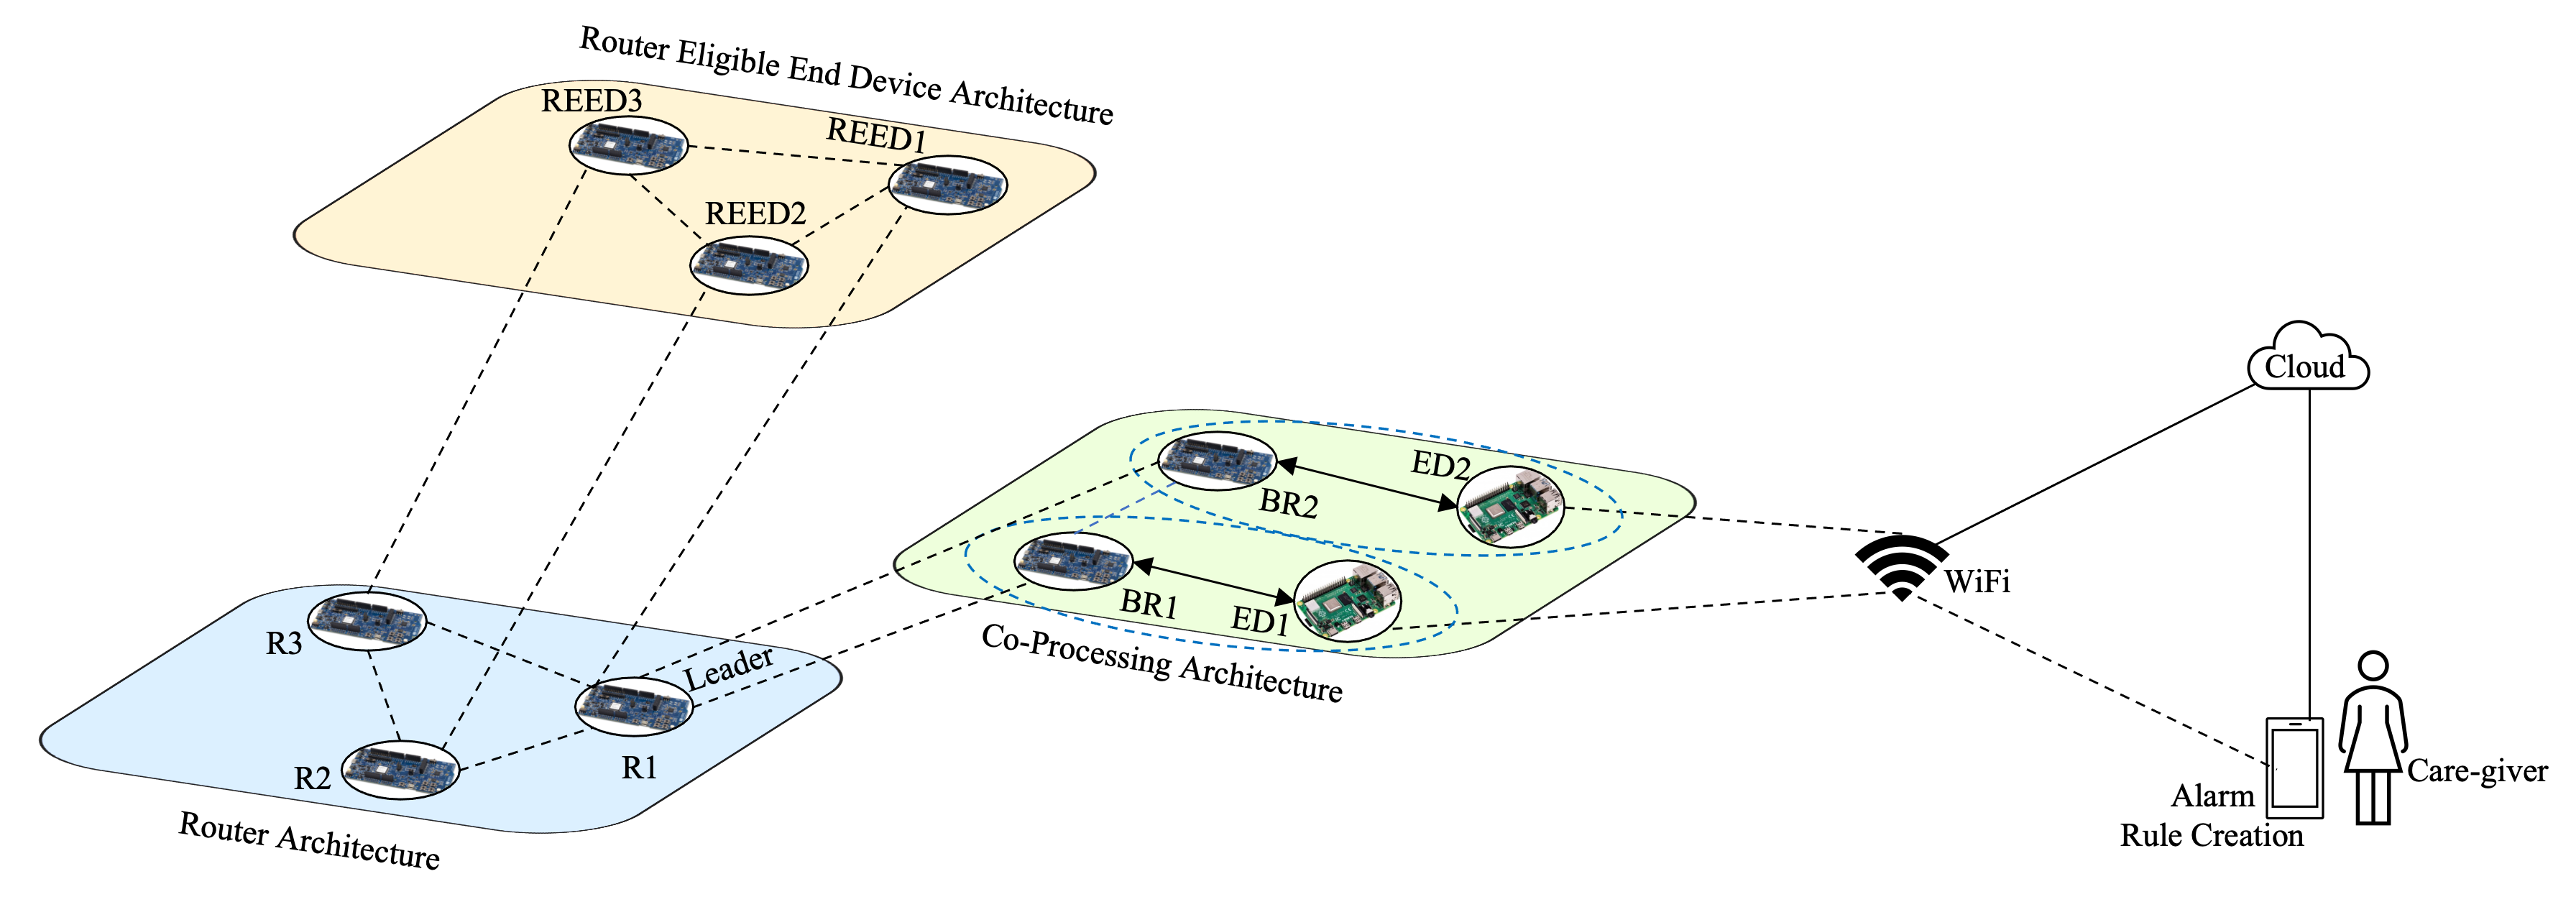 Router Eligible End Device Architecture
REED3
REED1
REED2
Cloud
ED2
BR2
WiFi
BR1
ED1
Co-Processing Architecture
R3
Leader
R1
R2
Router Architecture
Care-giver
Alarm
Rule Creation